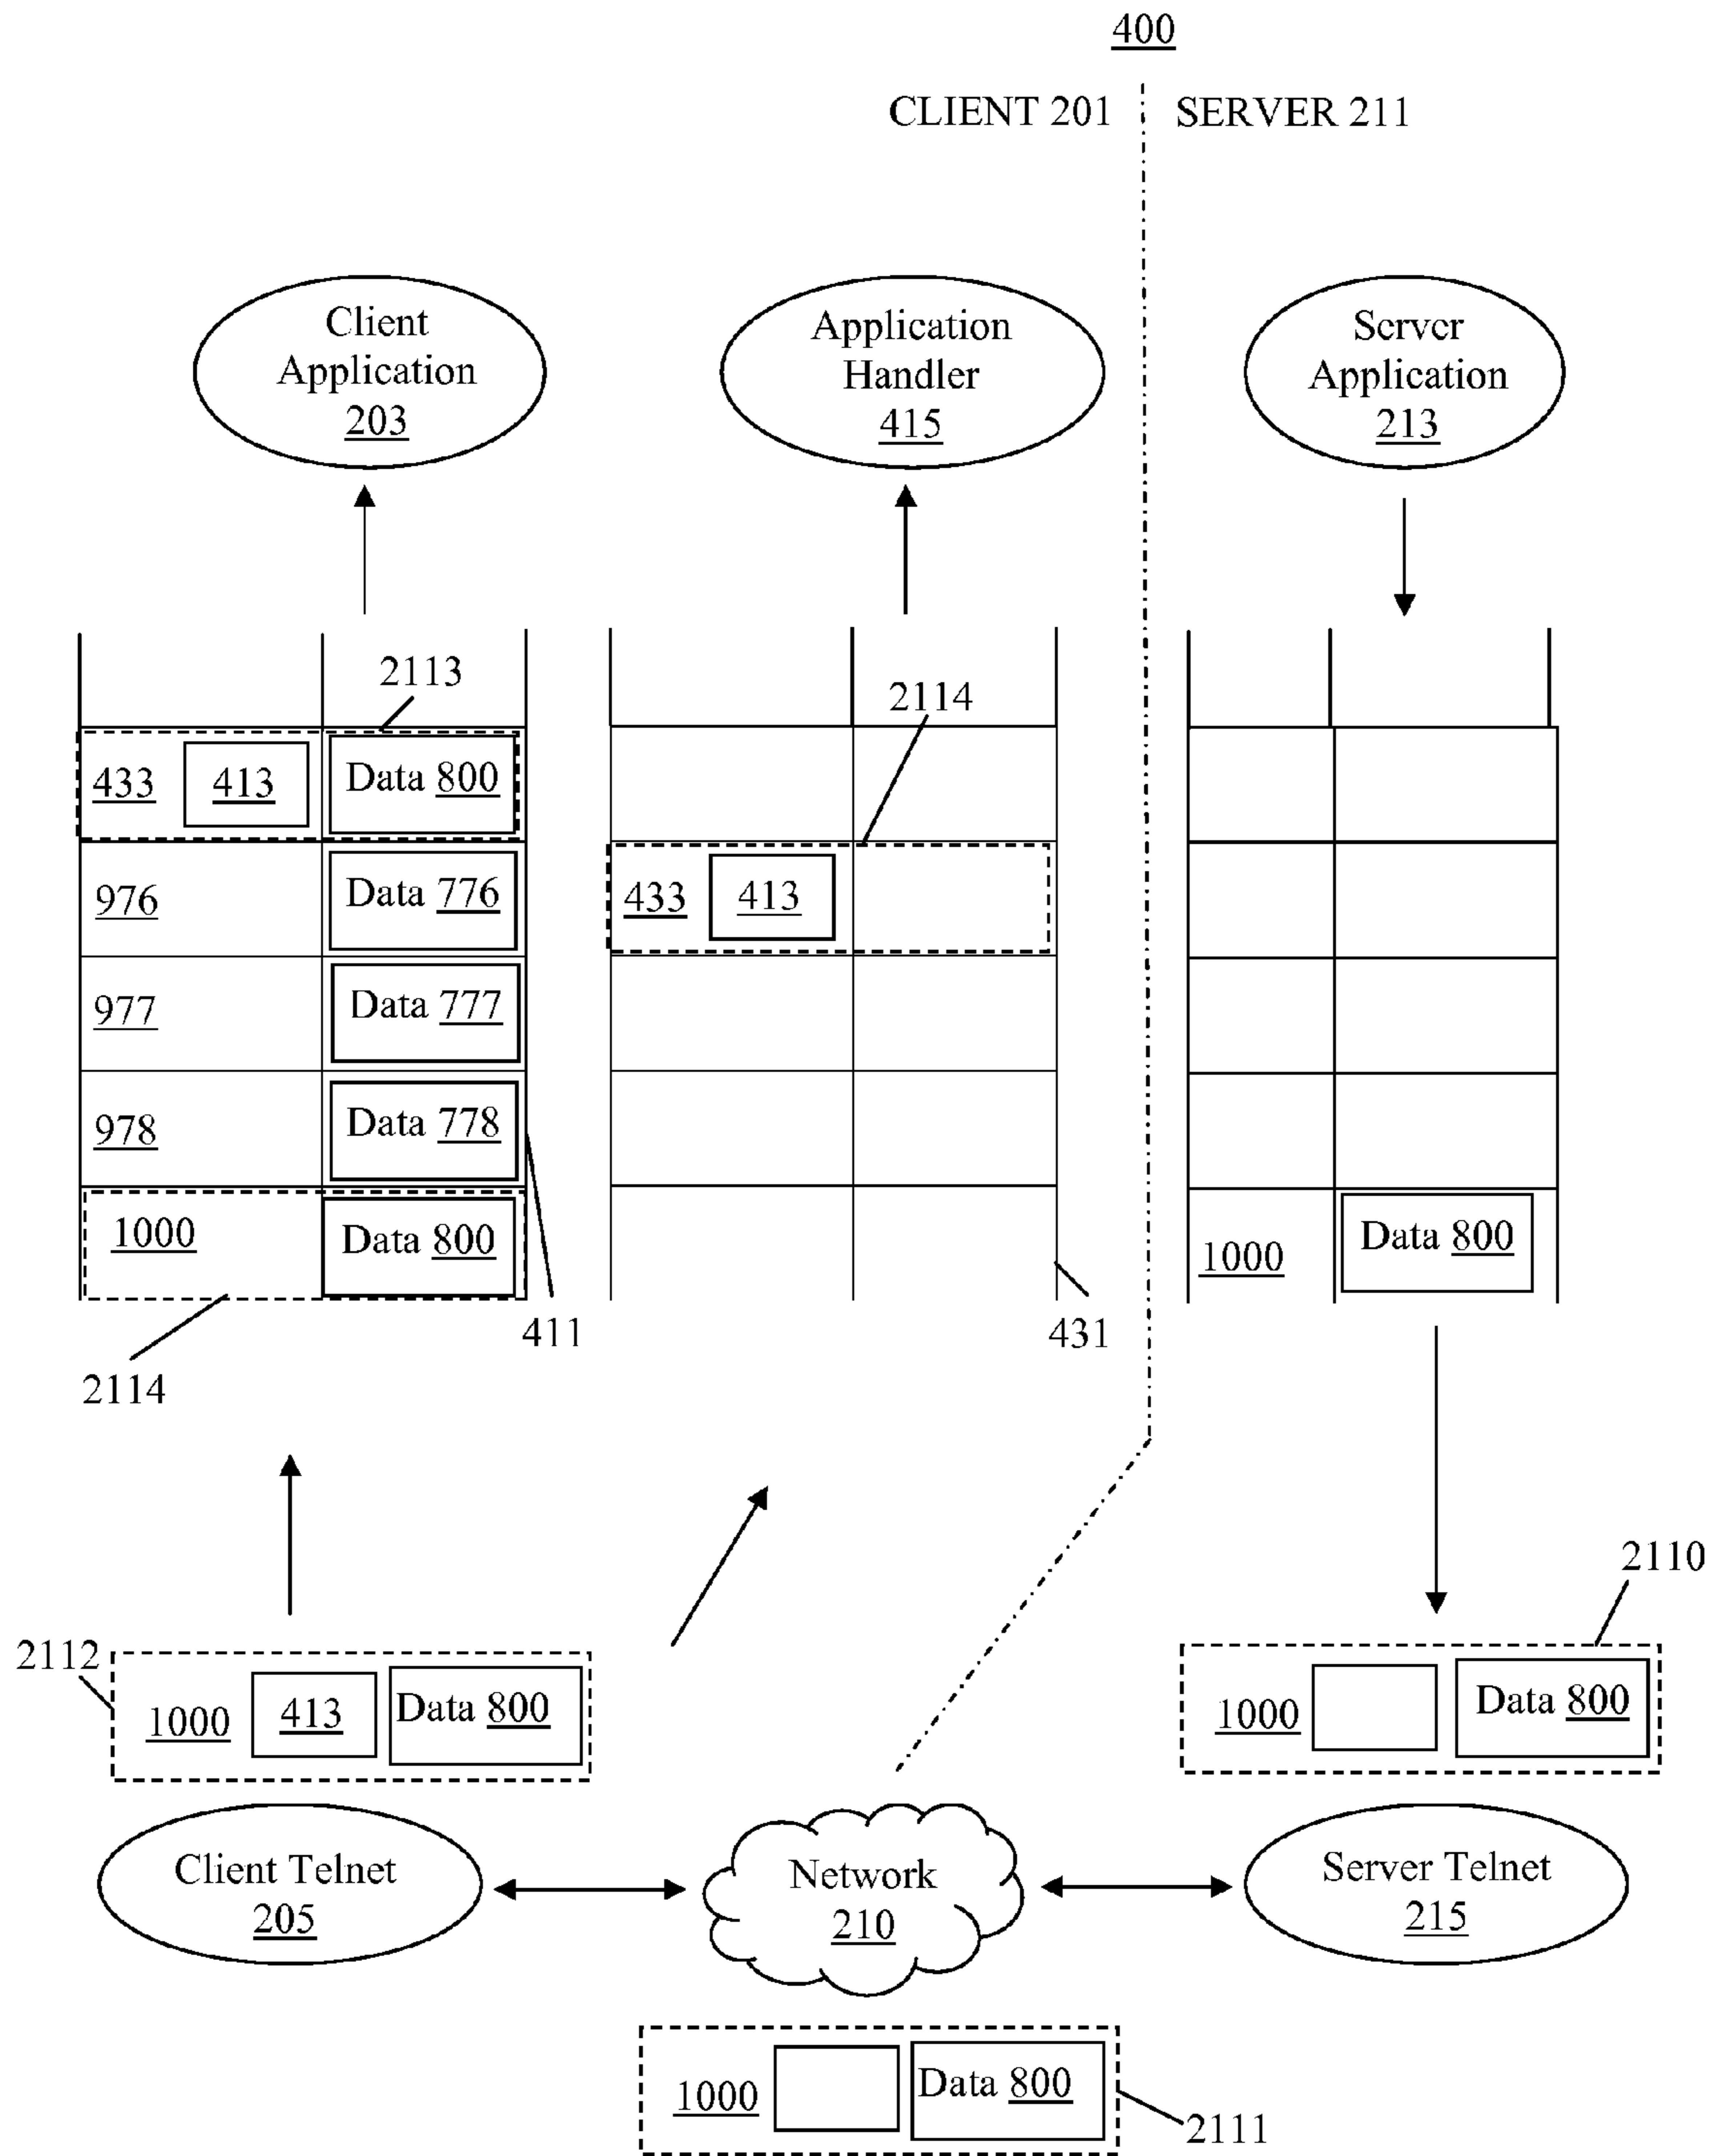 400
CLIENT 201 SERVER 211
Client
Application
203
Application
Handler
415
Server
Application
213
2113
2114
433 413 Data 800
976 Data 776
433 413
977 Data 777
978 Data 778
1000 Data 800
1000 Data 800
411
431
2114
2110
2112
1000 413 Data 800
1000 Data 800
Client Telnet
205
Network
210
Server Telnet
215
1000 Data 800
2111